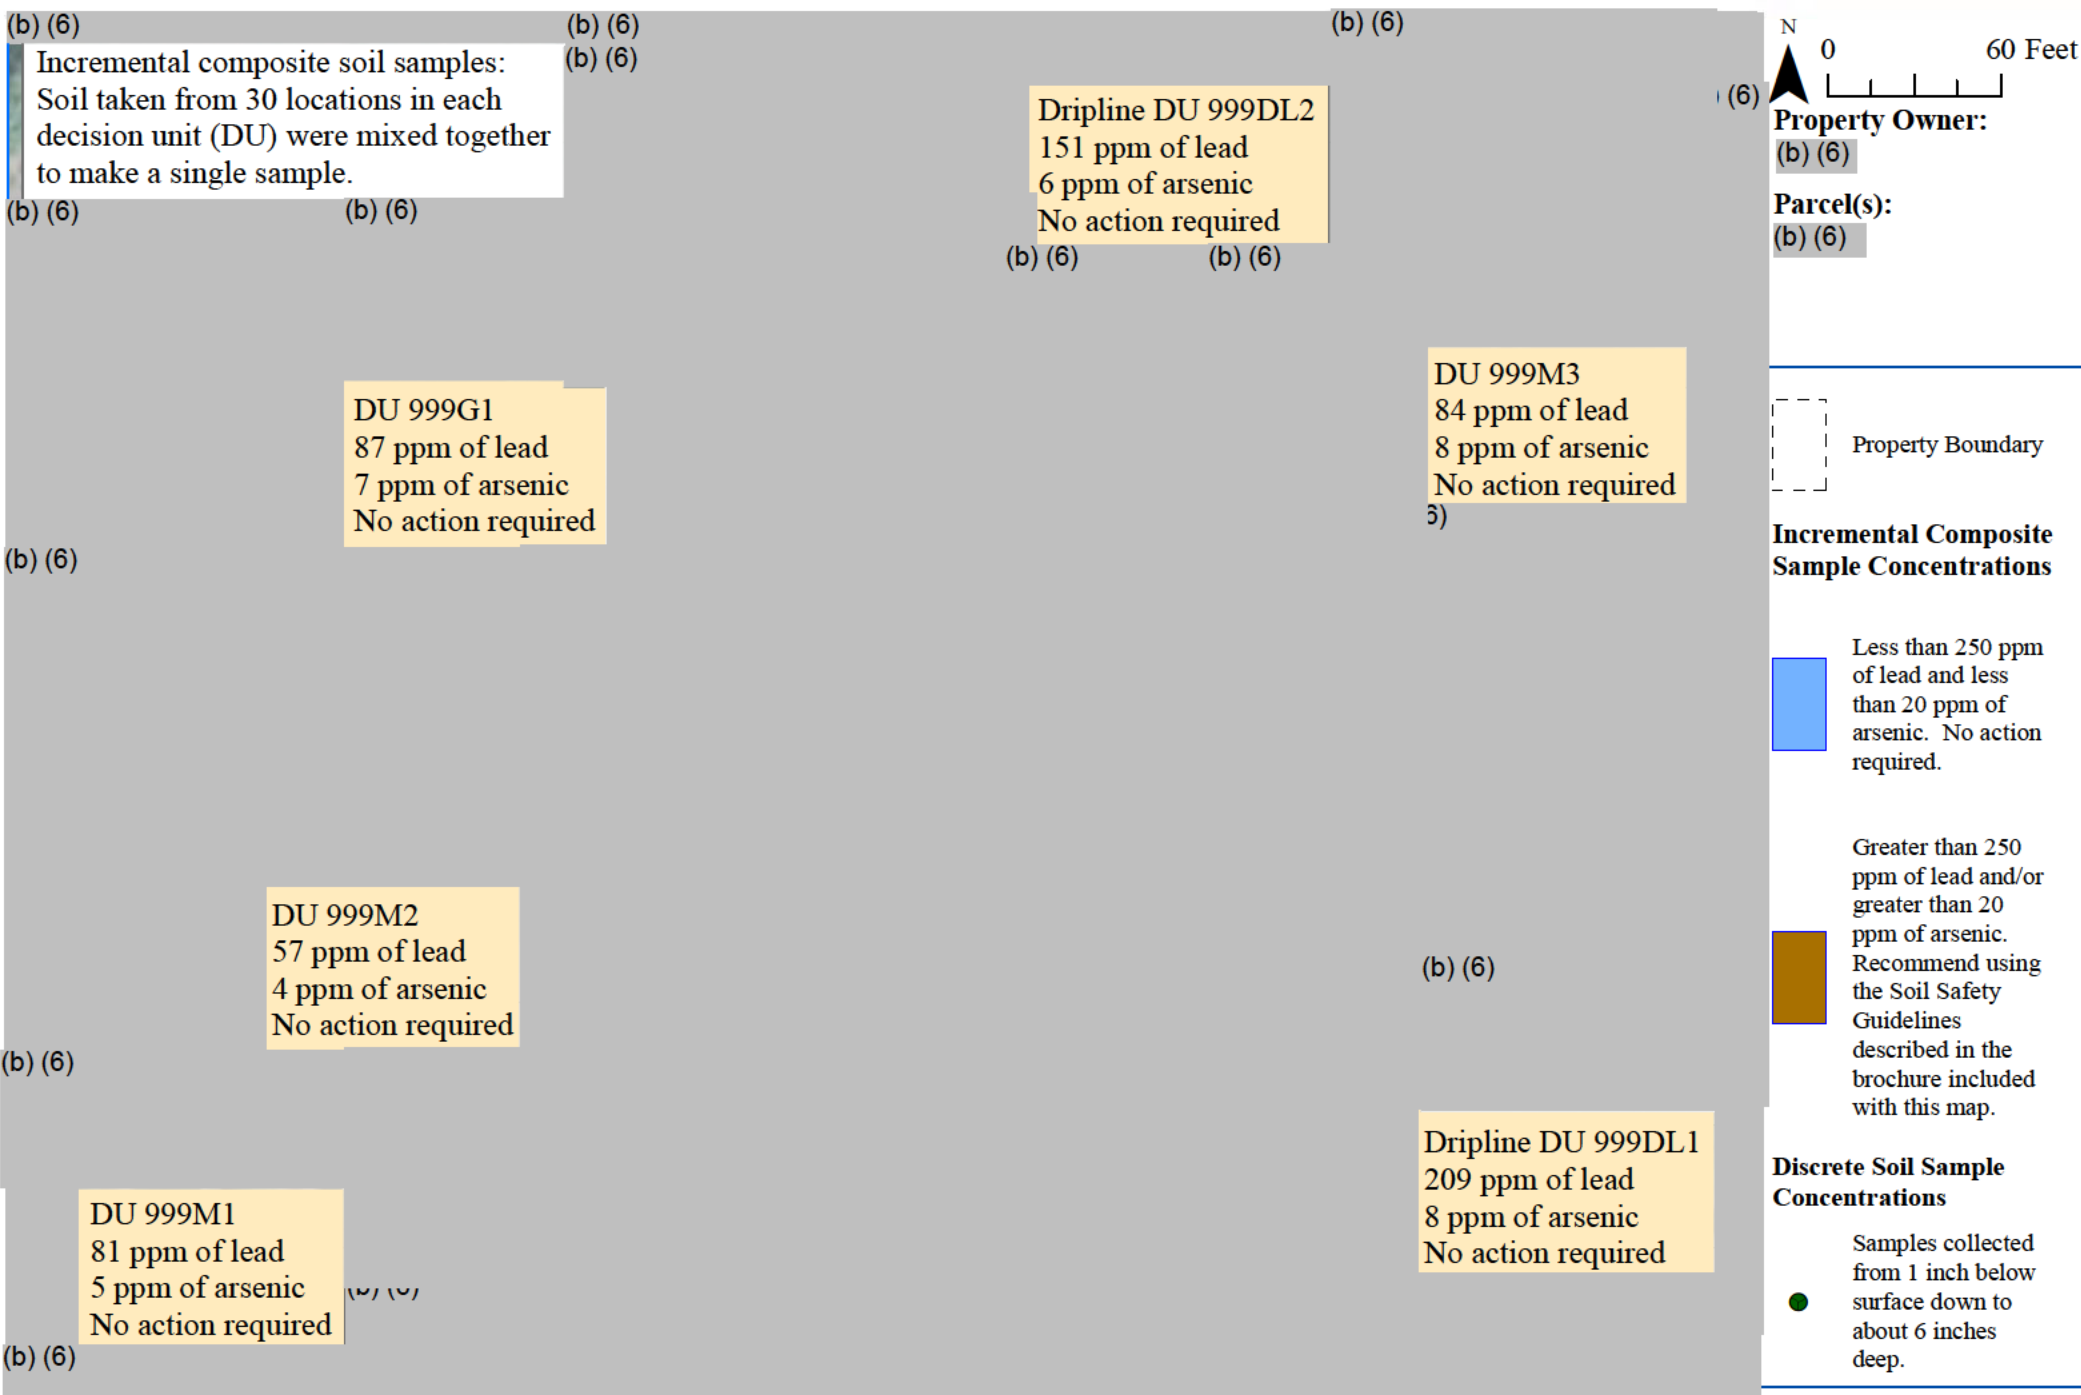 (b) (6)
(b) (6)
(b) (6)
Incremental composite soil samples:
Soil taken from 30 locations in each
decision unit (DU) were mixed together
to make a single sample.
(b) (6)
(b) (6)
(b) (6)
(6)
Dripline DU 999DL2
151 ppm of lead
6 ppm of arsenic
No action required
(b) (6)
(b) (6)
DU 999G1
87 ppm of lead
7 ppm of arsenic
No action required
DU 999M3
84 ppm of lead
8 ppm of arsenic
No action required
6)
(b) (6)
DU 999M2
57 ppm of lead
4 ppm of arsenic
No action required
(b) (6)
(b) (6)
Dripline DU 999DL1
209 ppm of lead
8 ppm of arsenic
No action required
DU 999M1
81 ppm of lead
5 ppm of arsenic
No action required
(b) (6)
N
0 60 Feet
Property Owner:
(b) (6)
Parcel(s):
(b) (6)
Property Boundary
Incremental Composite
Sample Concentrations
Less than 250 ppm
of lead and less
than 20 ppm of
arsenic. No action
required.
Greater than 250
ppm of lead and/or
greater than 20
ppm of arsenic.
Recommend using
the Soil Safety
Guidelines
described in the
brochure included
with this map.
Discrete Soil Sample
Concentrations
Samples collected
from 1 inch below
surface down to
about 6 inches
deep.